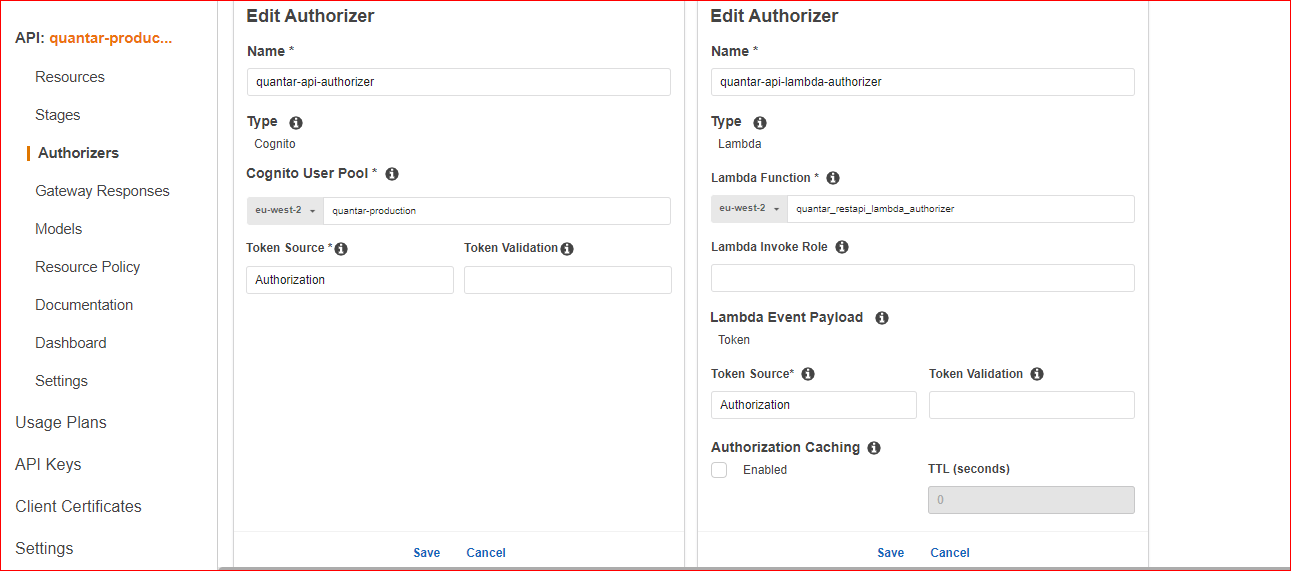 API: quantar-produc...
Resources
Stages
Authorizers
Gateway Responses
Models
Resource Policy
Documentation
Dashboard
Settings
Usage Plans
API Keys
Client Certificates
Settings
Edit Authorizer
Name *
quantar-api-authorizer
Type
Cognito
Cognito User Pool *
eu-west-2 quantar-production
Token Source * Token Validation
Authorization
Save Cancel
Edit Authorizer
Name *
quantar-api-lambda-authorizer
Type
Lambda
Lambda Function *
eu-west-2 quantar_restapi_lambda_authorizer
Lambda Invoke Role
Lambda Event Payload
Token
Token Source* Token Validation
Authorization
Authorization Caching
Enabled TTL (seconds)
0
Save Cancel